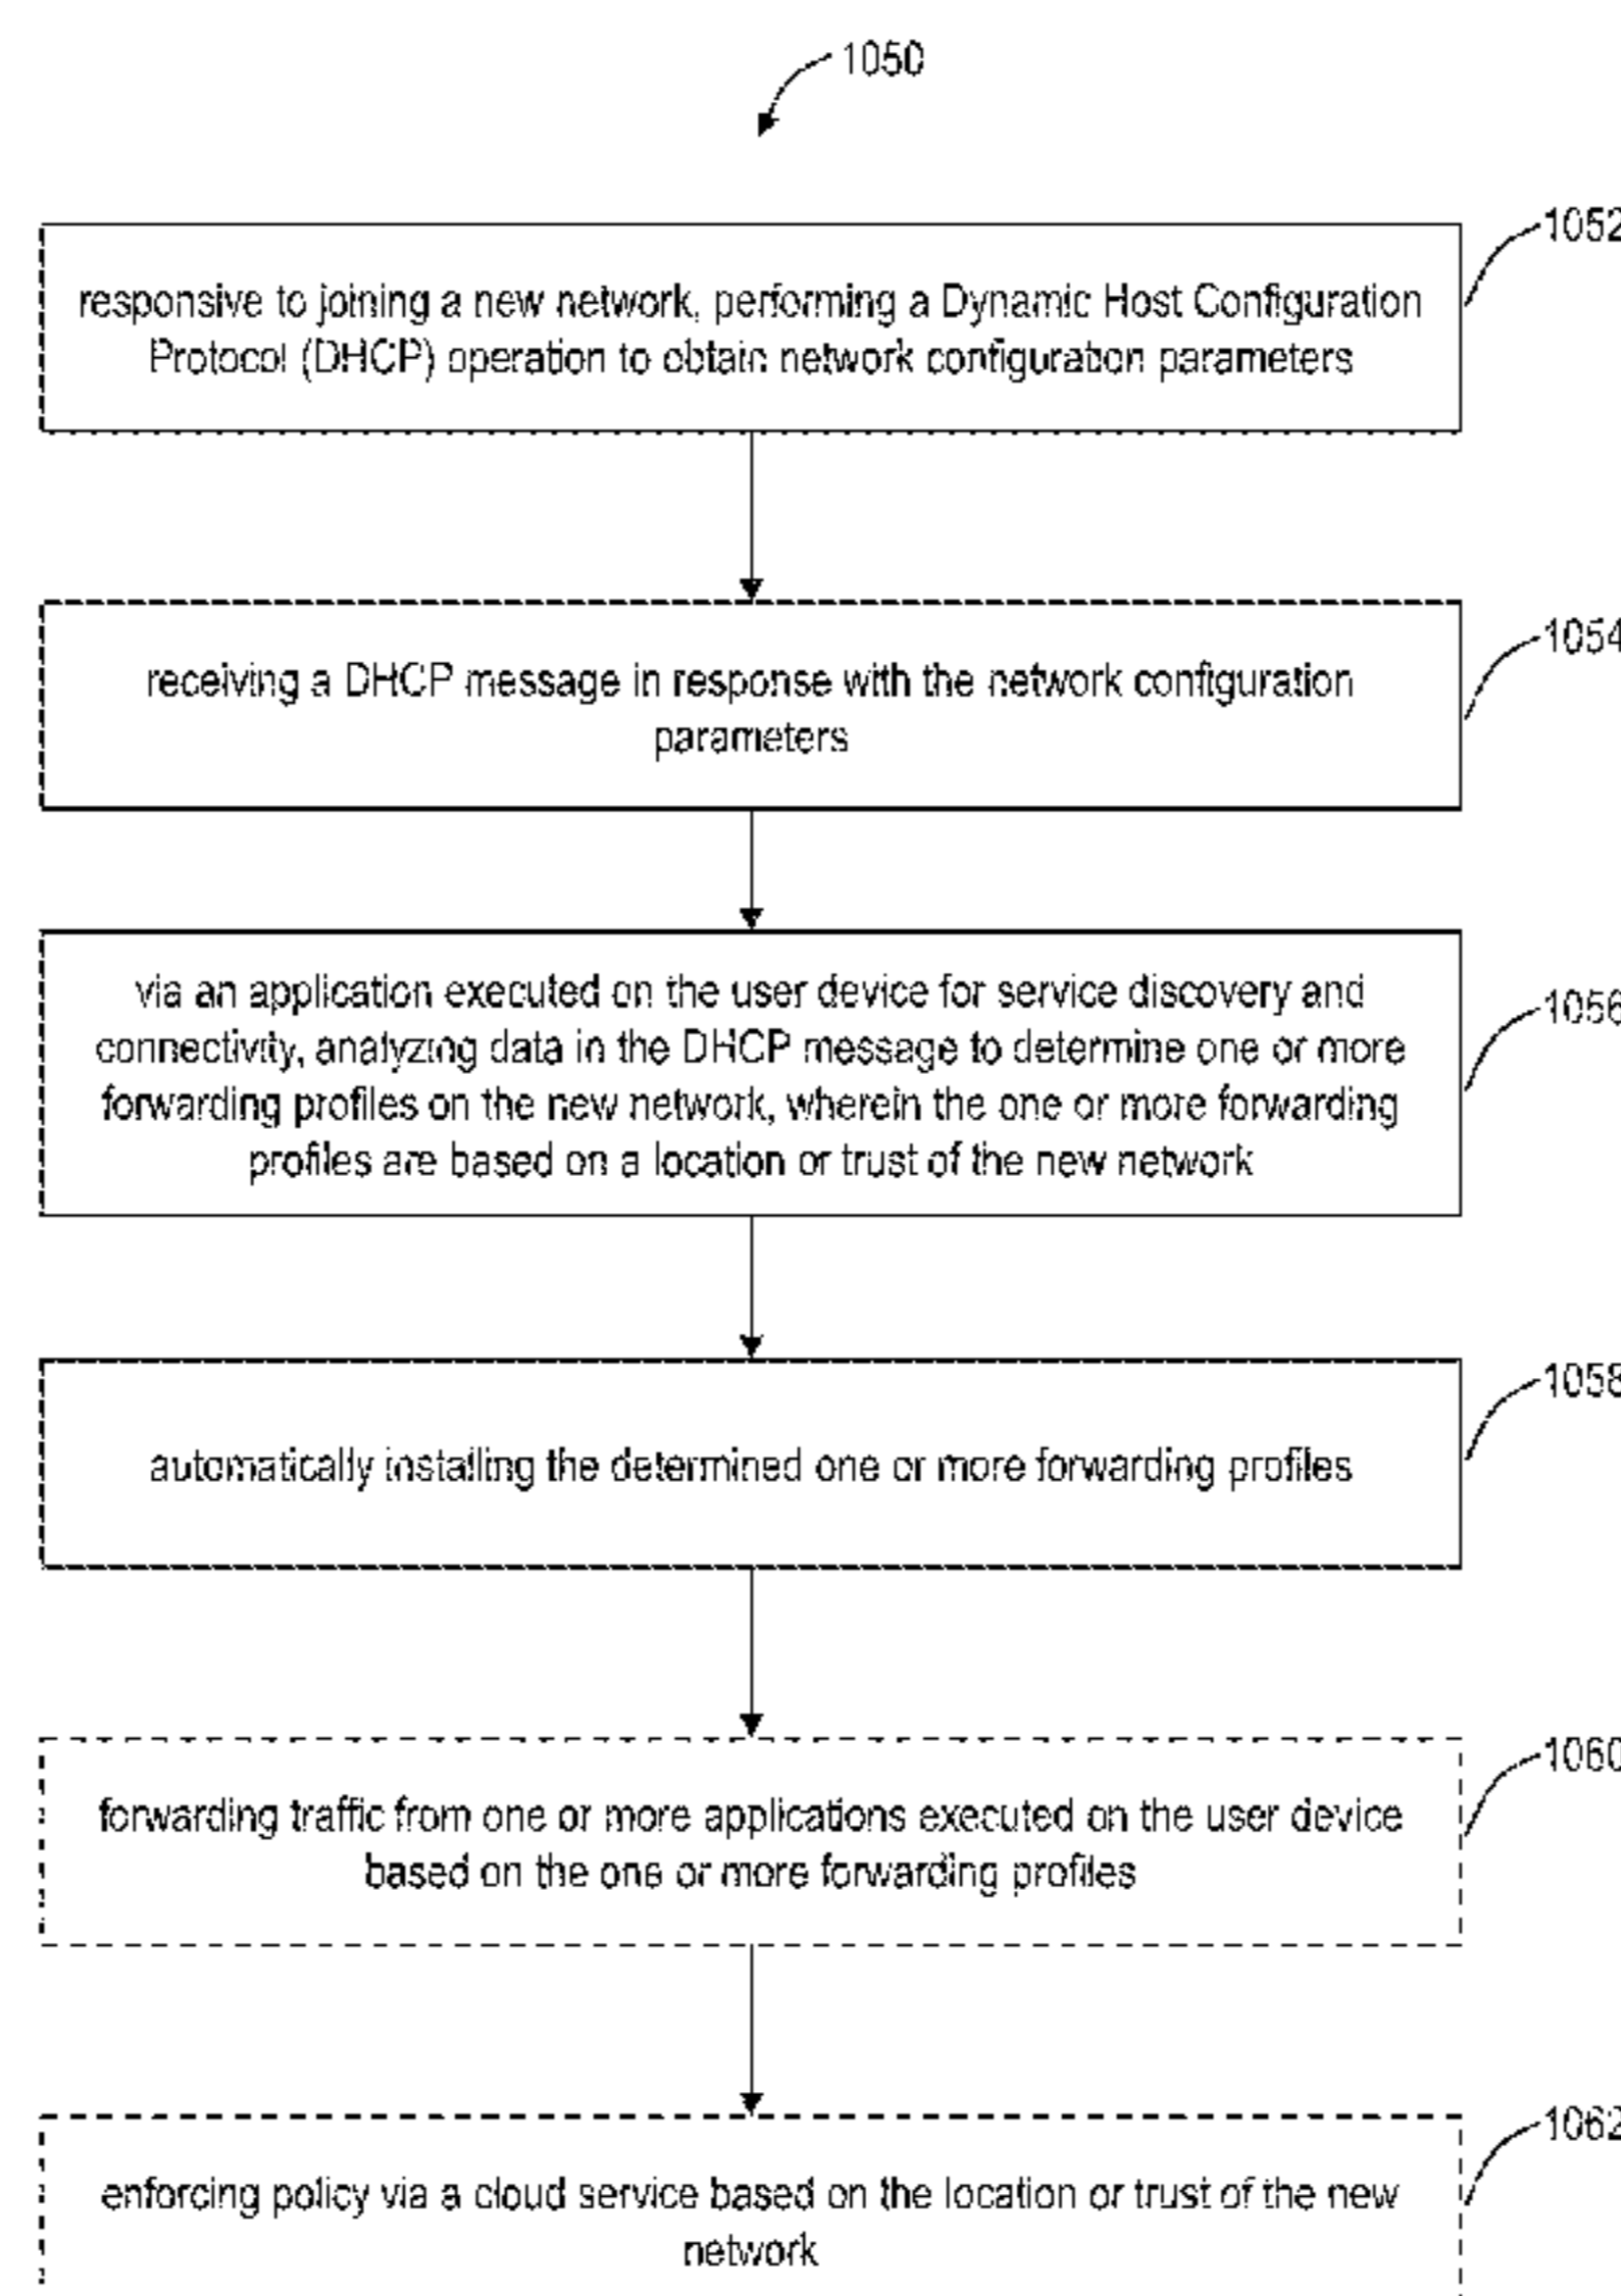 1050
1052
responsive to joining a new network, performing a Dynamic Host Configuration
Protocol (DHCP) operation to obtain network configuration parameters
1054
receiving a DHCP message in response with the network configuration
parameters
1056
via an application executed on the user device for service discovery and
connectivity, analyzing data in the DHCP message to determine one or more
forwarding profiles on the new network, wherein the one or more forwarding
profiles are based on a location or trust of the new network
1058
automatically installing the determined one or more forwarding profiles
1060
forwarding traffic from one or more applications executed on the user device
based on the one or more forwarding profiles
1062
enforcing policy via a cloud service based on the location or trust of the new
network